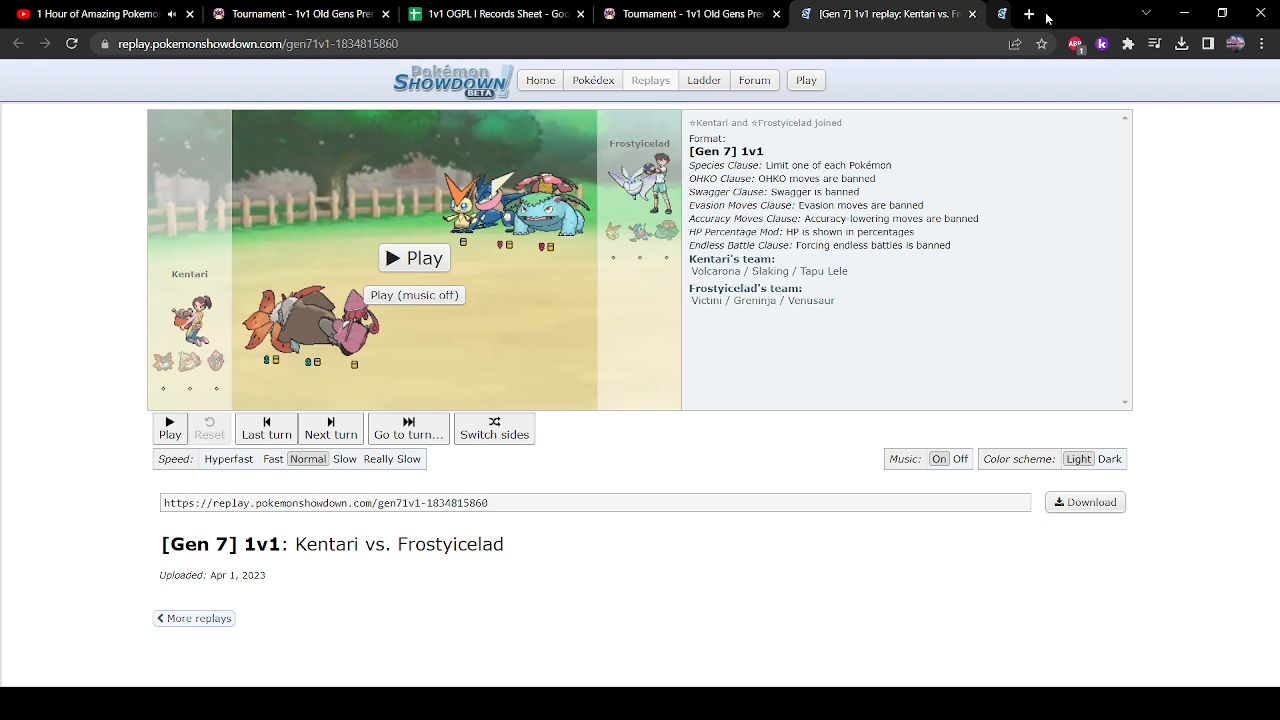 1 Hour of Amazing Pokemo
Tournament - 1v1 Old Gens Prem
1v1 OGPL I Records Sheet - Goo
Tournament - 1v1 Old Gens Prem
[Gen 7] 1v1 replay: Kentari vs. Fr
replay.pokemonshowdown.com/gen71v1-1834815860
ABP
1
k
Pokémon
SHOWDOWN!
BETA
Home
Pokédex
Replays
Ladder
Forum
Play
Kentari
Frostyicelad
Play
Play (music off)
☆Kentari and ☆Frostyicelad joined
Format:
[Gen 7] 1v1
Species Clause: Limit one of each Pokémon
OHKO Clause: OHKO moves are banned
Swagger Clause: Swagger is banned
Evasion Moves Clause: Evasion moves are banned
Accuracy Moves Clause: Accuracy-lowering moves are banned
HP Percentage Mod: HP is shown in percentages
Endless Battle Clause: Forcing endless battles is banned
Kentari's team:
Volcarona / Slaking / Tapu Lele
Frostyicelad's team:
Victini / Greninja / Venusaur
Play
Reset
Last turn
Next turn
Go to turn...
Switch sides
Speed: Hyperfast Fast Normal Slow Really Slow
Music: On Off
Color scheme: Light Dark
https://replay.pokemonshowdown.com/gen71v1-1834815860
Download
[Gen 7] 1v1: Kentari vs. Frostyicelad
Uploaded: Apr 1, 2023
More replays